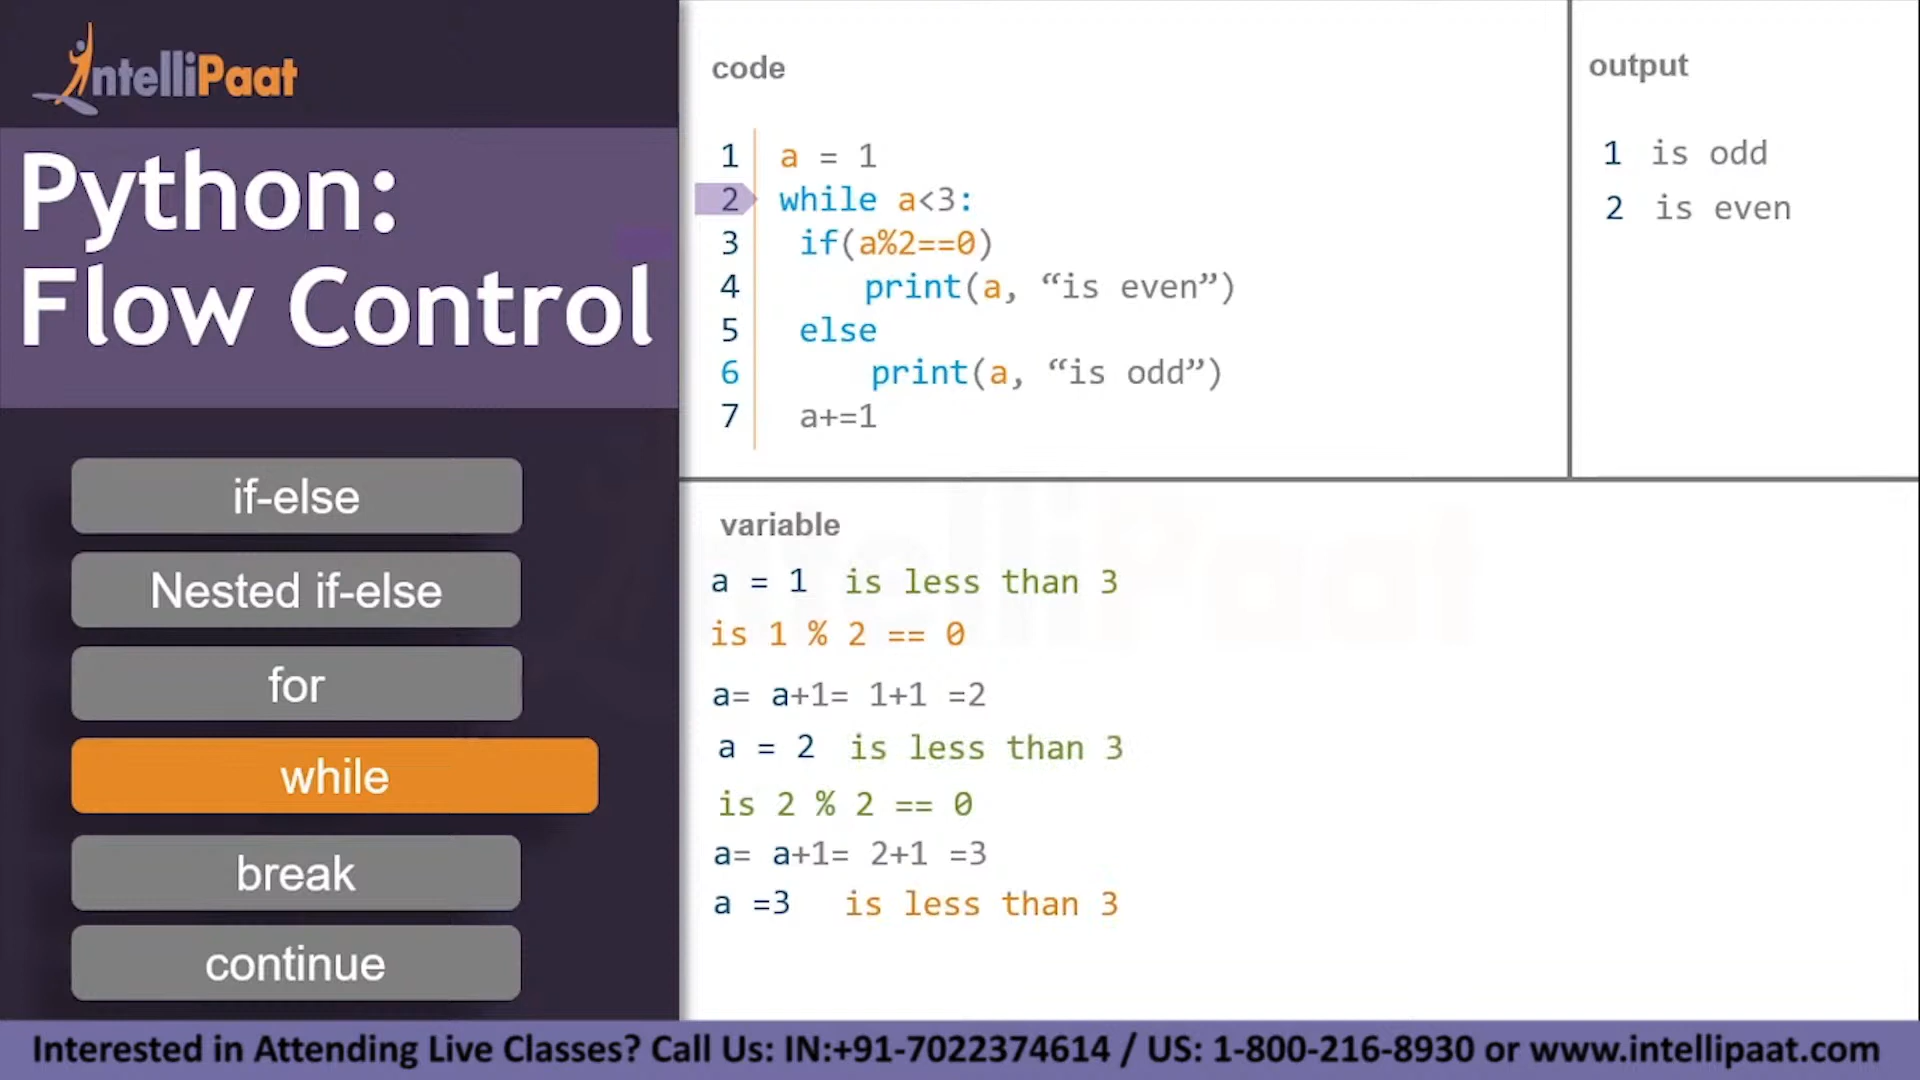 IntelliPaat
Python:
Flow Control
if-else
Nested if-else
for
while
break
continue
code
1 a = 1
2 while a<3:
3 if(a%2==0)
4 print(a, “is even”)
5 else
6 print(a, “is odd”)
7 a+=1
output
1 is odd
2 is even
variable
a = 1 is less than 3
is 1 % 2 == 0
a= a+1= 1+1 =2
a = 2 is less than 3
is 2 % 2 == 0
a= a+1= 2+1 =3
a =3 is less than 3
IntelliPaat
Interested in Attending Live Classes? Call Us: IN:+91-7022374614 / US: 1-800-216-8930 or www.intellipaat.com